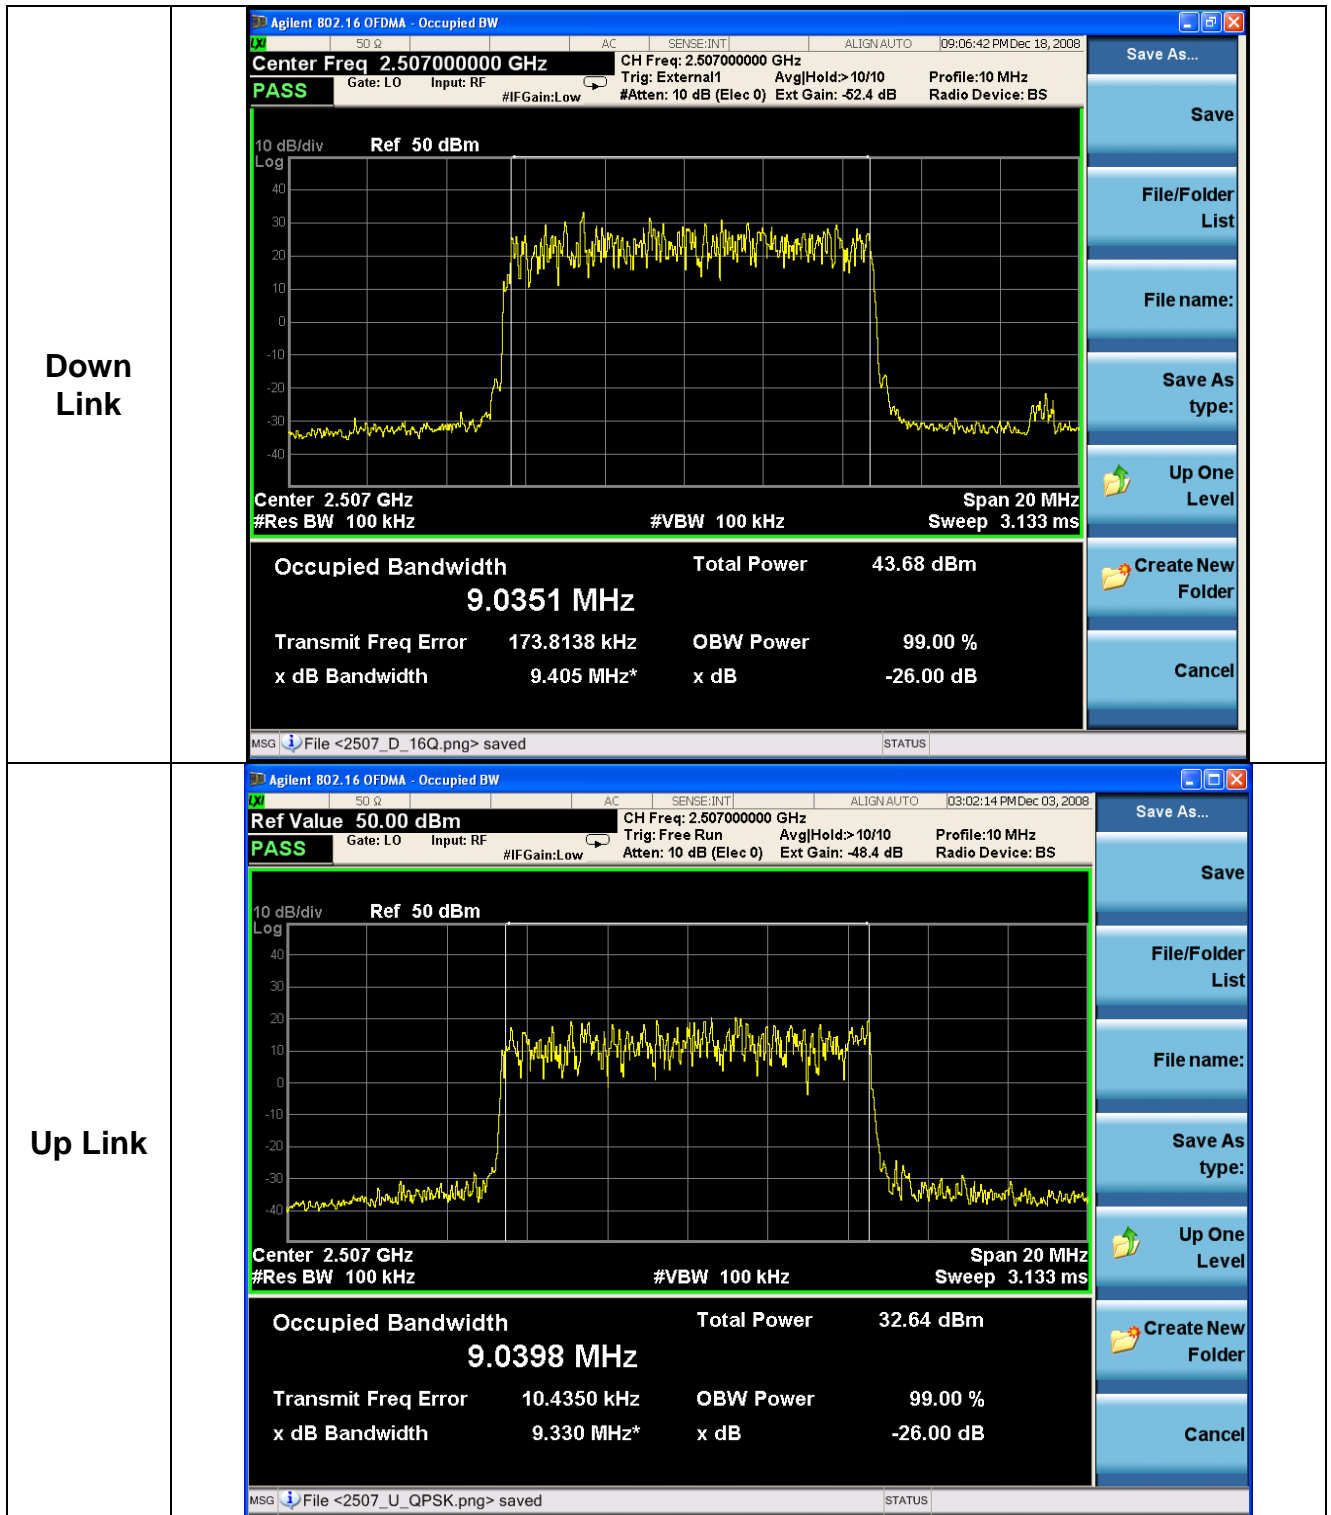 Down
Link
Agilent 802.16 OFDMA - Occupied BW
LXI 50 Ω AC SENSE:INT ALIGN AUTO 09:06:42 PM Dec 18, 2008
Center Freq 2.507000000 GHz
CH Freq: 2.507000000 GHz
Trig: External1 Avg|Hold:>10/10 Profile:10 MHz
PASS Gate: LO Input: RF #IFGain:Low
#Atten: 10 dB (Elec 0) Ext Gain: -52.4 dB Radio Device: BS
10 dB/div Ref 50 dBm
Log
40
30
20
10
0
-10
-20
-30
-40
Center 2.507 GHz Span 20 MHz
#Res BW 100 kHz #VBW 100 kHz Sweep 3.133 ms
Occupied Bandwidth Total Power 43.68 dBm
9.0351 MHz
Transmit Freq Error 173.8138 kHz OBW Power 99.00 %
x dB Bandwidth 9.405 MHz* x dB -26.00 dB
MSG File <2507_D_16Q.png> saved STATUS
Save As...
Save
File/Folder
List
File name:
Save As
type:
Up One
Level
Create New
Folder
Cancel
Up Link
Agilent 802.16 OFDMA - Occupied BW
LXI 50 Ω AC SENSE:INT ALIGN AUTO 03:02:14 PM Dec 03, 2008
Ref Value 50.00 dBm
CH Freq: 2.507000000 GHz
Trig: Free Run Avg|Hold:>10/10 Profile:10 MHz
PASS Gate: LO Input: RF #IFGain:Low
Atten: 10 dB (Elec 0) Ext Gain: -48.4 dB Radio Device: BS
10 dB/div Ref 50 dBm
Log
40
30
20
10
0
-10
-20
-30
-40
Center 2.507 GHz Span 20 MHz
#Res BW 100 kHz #VBW 100 kHz Sweep 3.133 ms
Occupied Bandwidth Total Power 32.64 dBm
9.0398 MHz
Transmit Freq Error 10.4350 kHz OBW Power 99.00 %
x dB Bandwidth 9.330 MHz* x dB -26.00 dB
MSG File <2507_U_QPSK.png> saved STATUS
Save As...
Save
File/Folder
List
File name:
Save As
type:
Up One
Level
Create New
Folder
Cancel